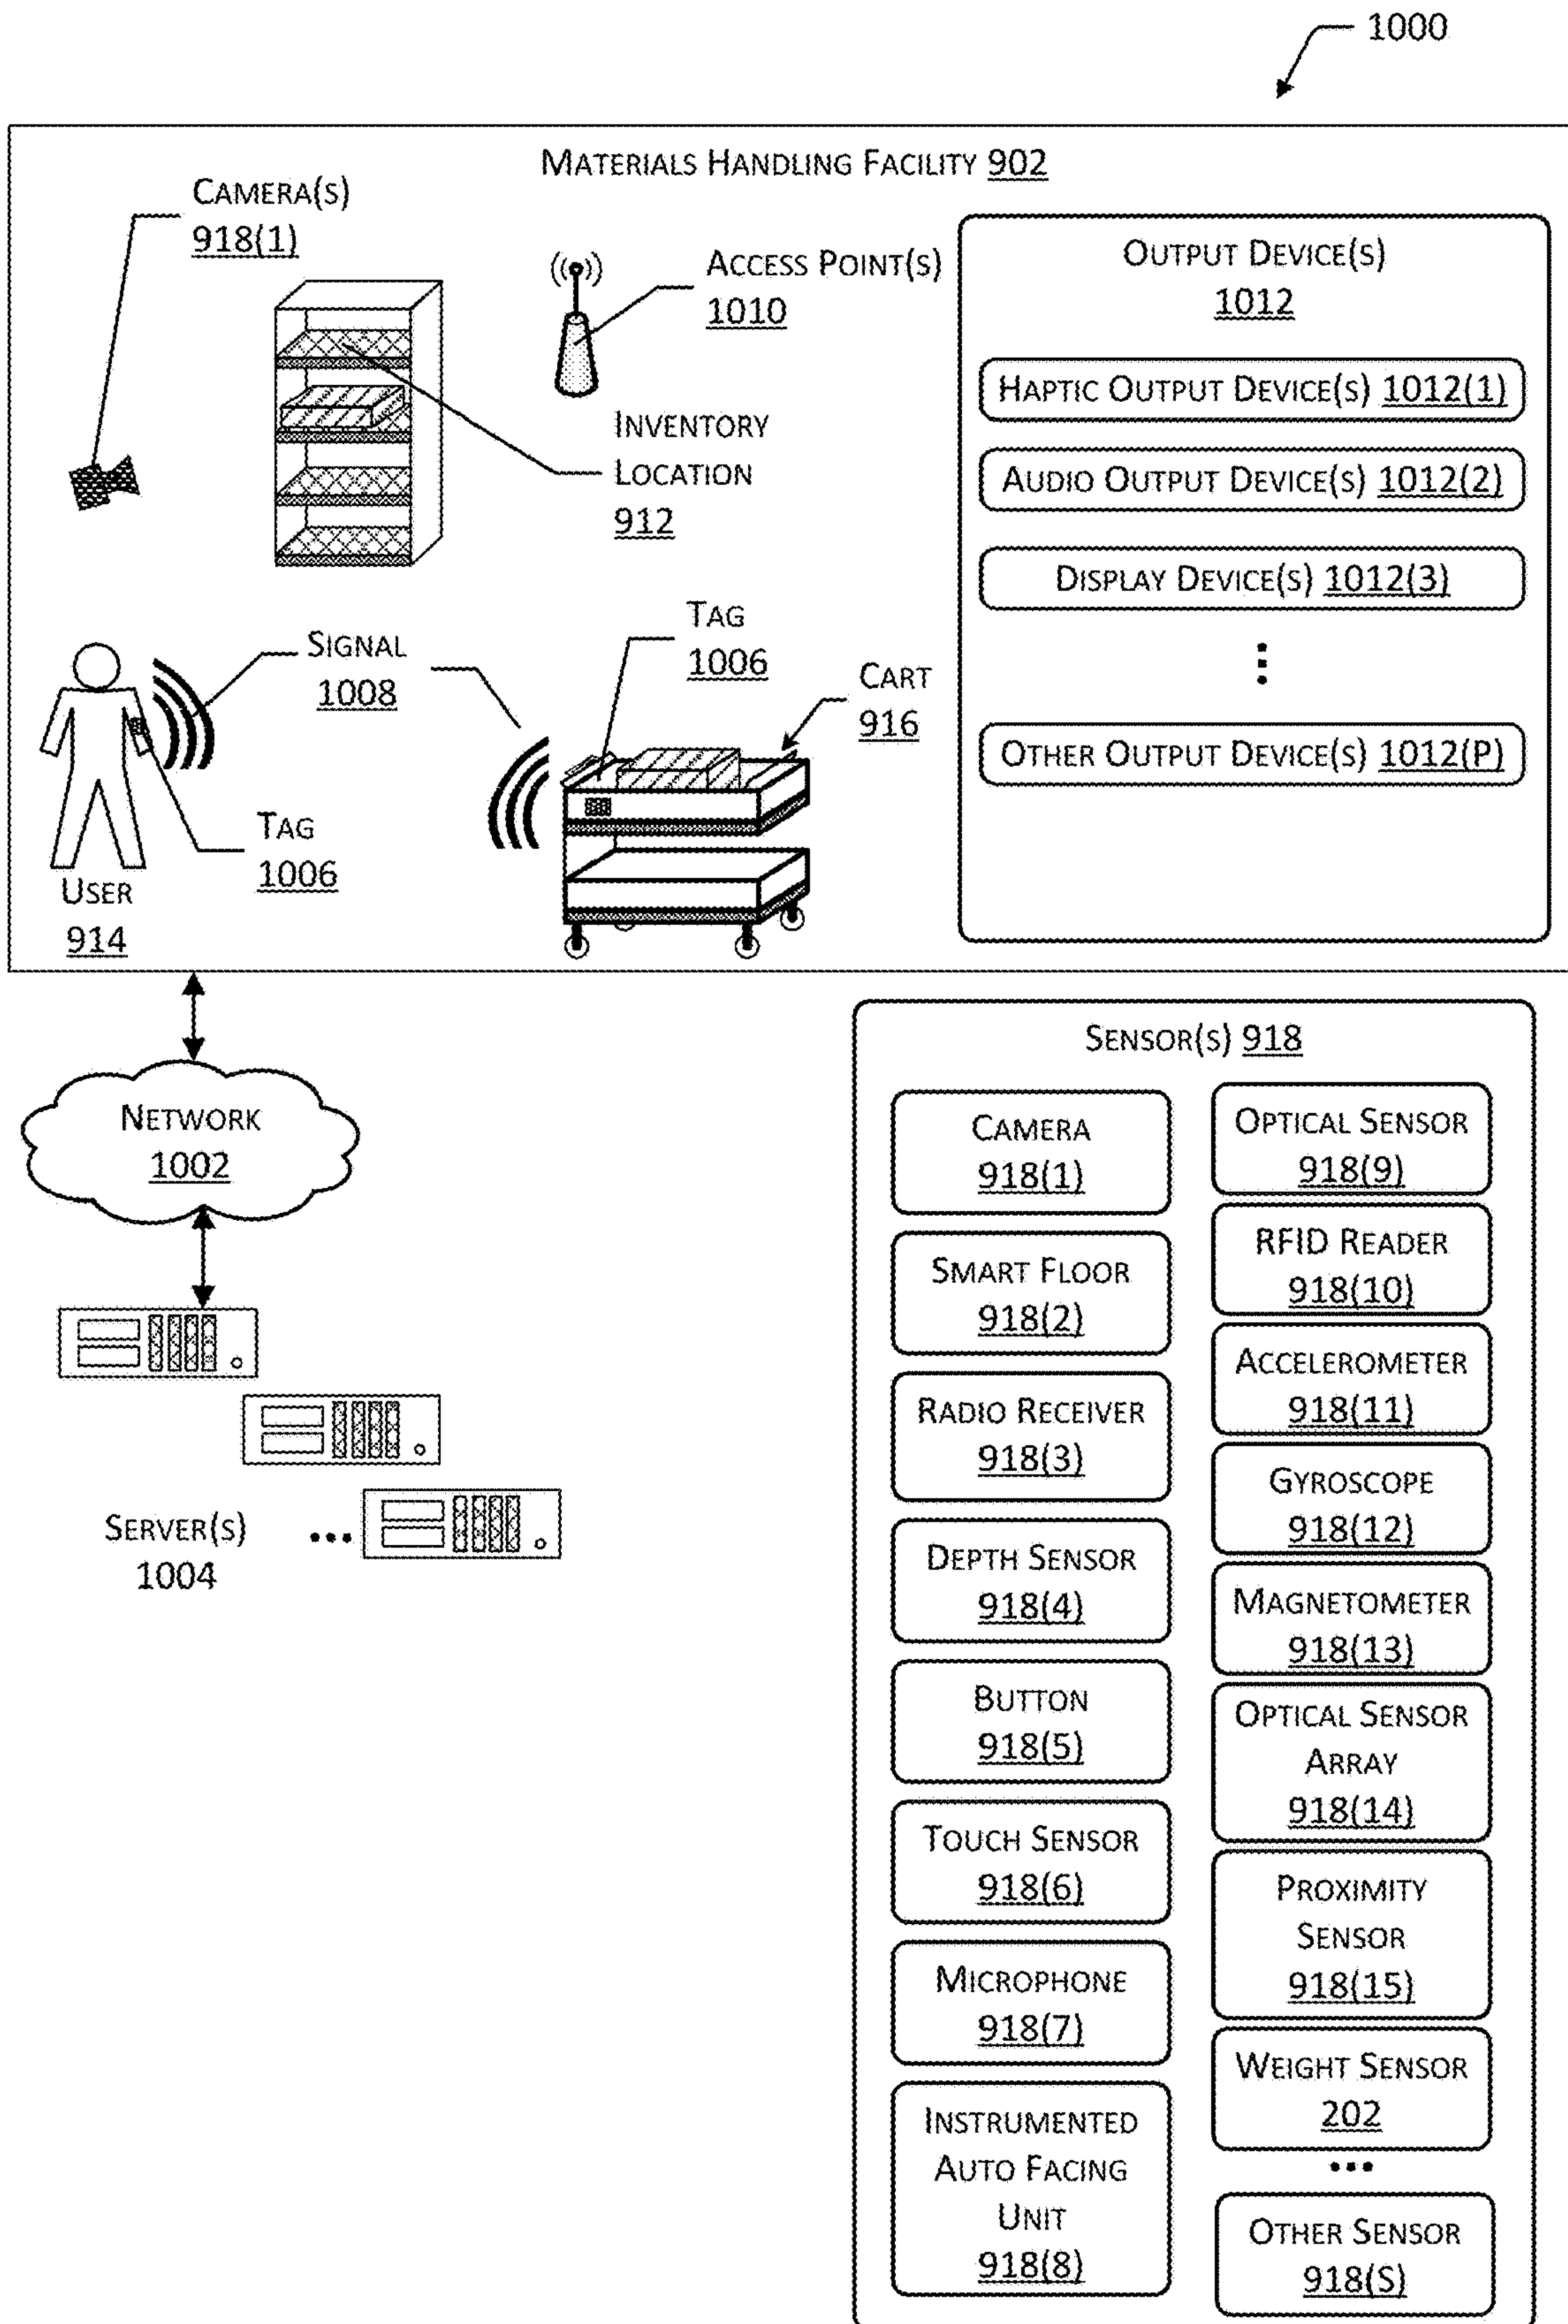 1000
MATERIALS HANDLING FACILITY 902
CAMERA(S)
918(1)
ACCESS POINT(S)
1010
INVENTORY
LOCATION
912
SIGNAL
1008
TAG
1006
CART
916
TAG
1006
USER
914
OUTPUT DEVICE(S)
1012
HAPTIC OUTPUT DEVICE(S) 1012(1)
AUDIO OUTPUT DEVICE(S) 1012(2)
DISPLAY DEVICE(S) 1012(3)
OTHER OUTPUT DEVICE(S) 1012(P)
NETWORK
1002
SERVER(S)
1004
•••
SENSOR(S) 918
CAMERA
918(1)
SMART FLOOR
918(2)
RADIO RECEIVER
918(3)
DEPTH SENSOR
918(4)
BUTTON
918(5)
TOUCH SENSOR
918(6)
MICROPHONE
918(7)
INSTRUMENTED
AUTO FACING
UNIT
918(8)
OPTICAL SENSOR
918(9)
RFID READER
918(10)
ACCELEROMETER
918(11)
GYROSCOPE
918(12)
MAGNETOMETER
918(13)
OPTICAL SENSOR
ARRAY
918(14)
PROXIMITY
SENSOR
918(15)
WEIGHT SENSOR
202
•••
OTHER SENSOR
918(S)